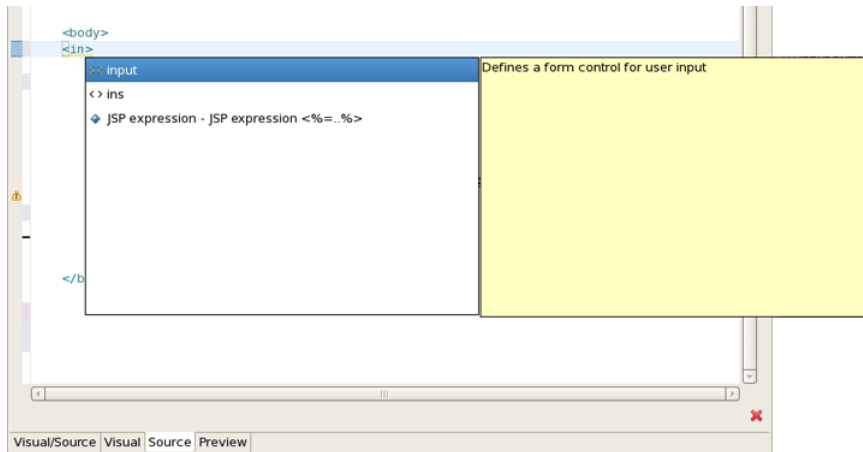 <body>
<in>
input
Defines a form control for user input
ins
JSP expression - JSP expression <%=..%>
</b
Visual/Source Visual Source Preview